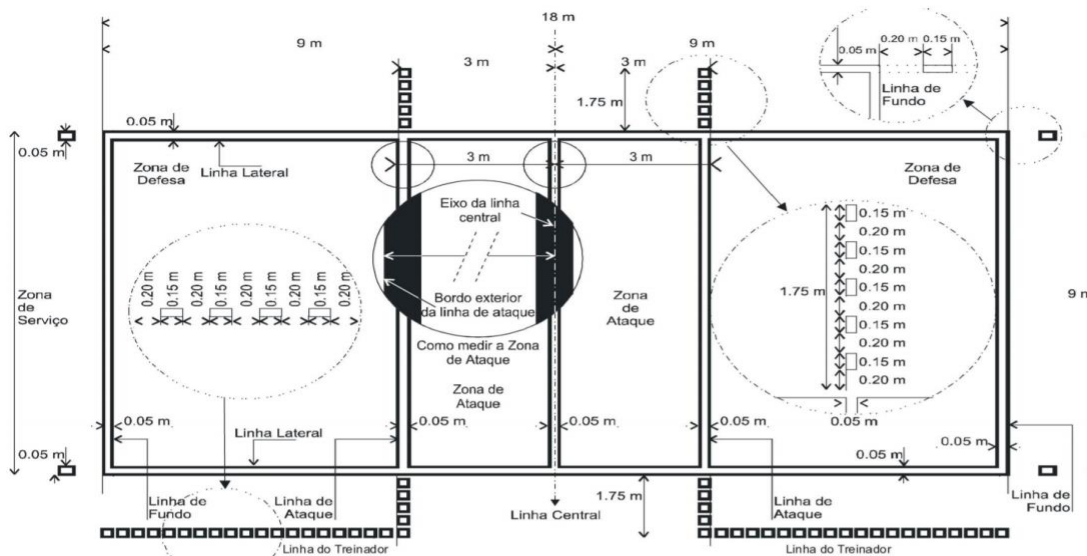 18 m
9 m
9 m
3 m
3 m
1.75 m
0.05 m
0.20 m
0.15 m
Linha de
Fundo
0.05 m
0.05 m
Zona de
Defesa
Linha Lateral
3 m
3 m
Zona de
Defesa
Eixo da linha
central
Bordo exterior
da linha de ataque
Como medir a Zona
de Ataque
Zona de
Ataque
Zona
de
Ataque
Zona
de
Serviço
0.20 m
0.15 m
0.20 m
0.15 m
0.20 m
0.15 m
0.20 m
0.15 m
0.20 m
1.75 m
0.15 m
0.20 m
0.15 m
0.20 m
0.15 m
0.20 m
0.15 m
0.20 m
0.15 m
0.20 m
0.05 m
9 m
0.05 m
0.05 m
0.05 m
0.05 m
0.05 m
Linha Lateral
0.05 m
0.05 m
Linha de
Fundo
Linha de
Ataque
1.75 m
Linha Central
Linha de
Ataque
Linha de
Fundo
Linha do Treinador
Linha do Treinador